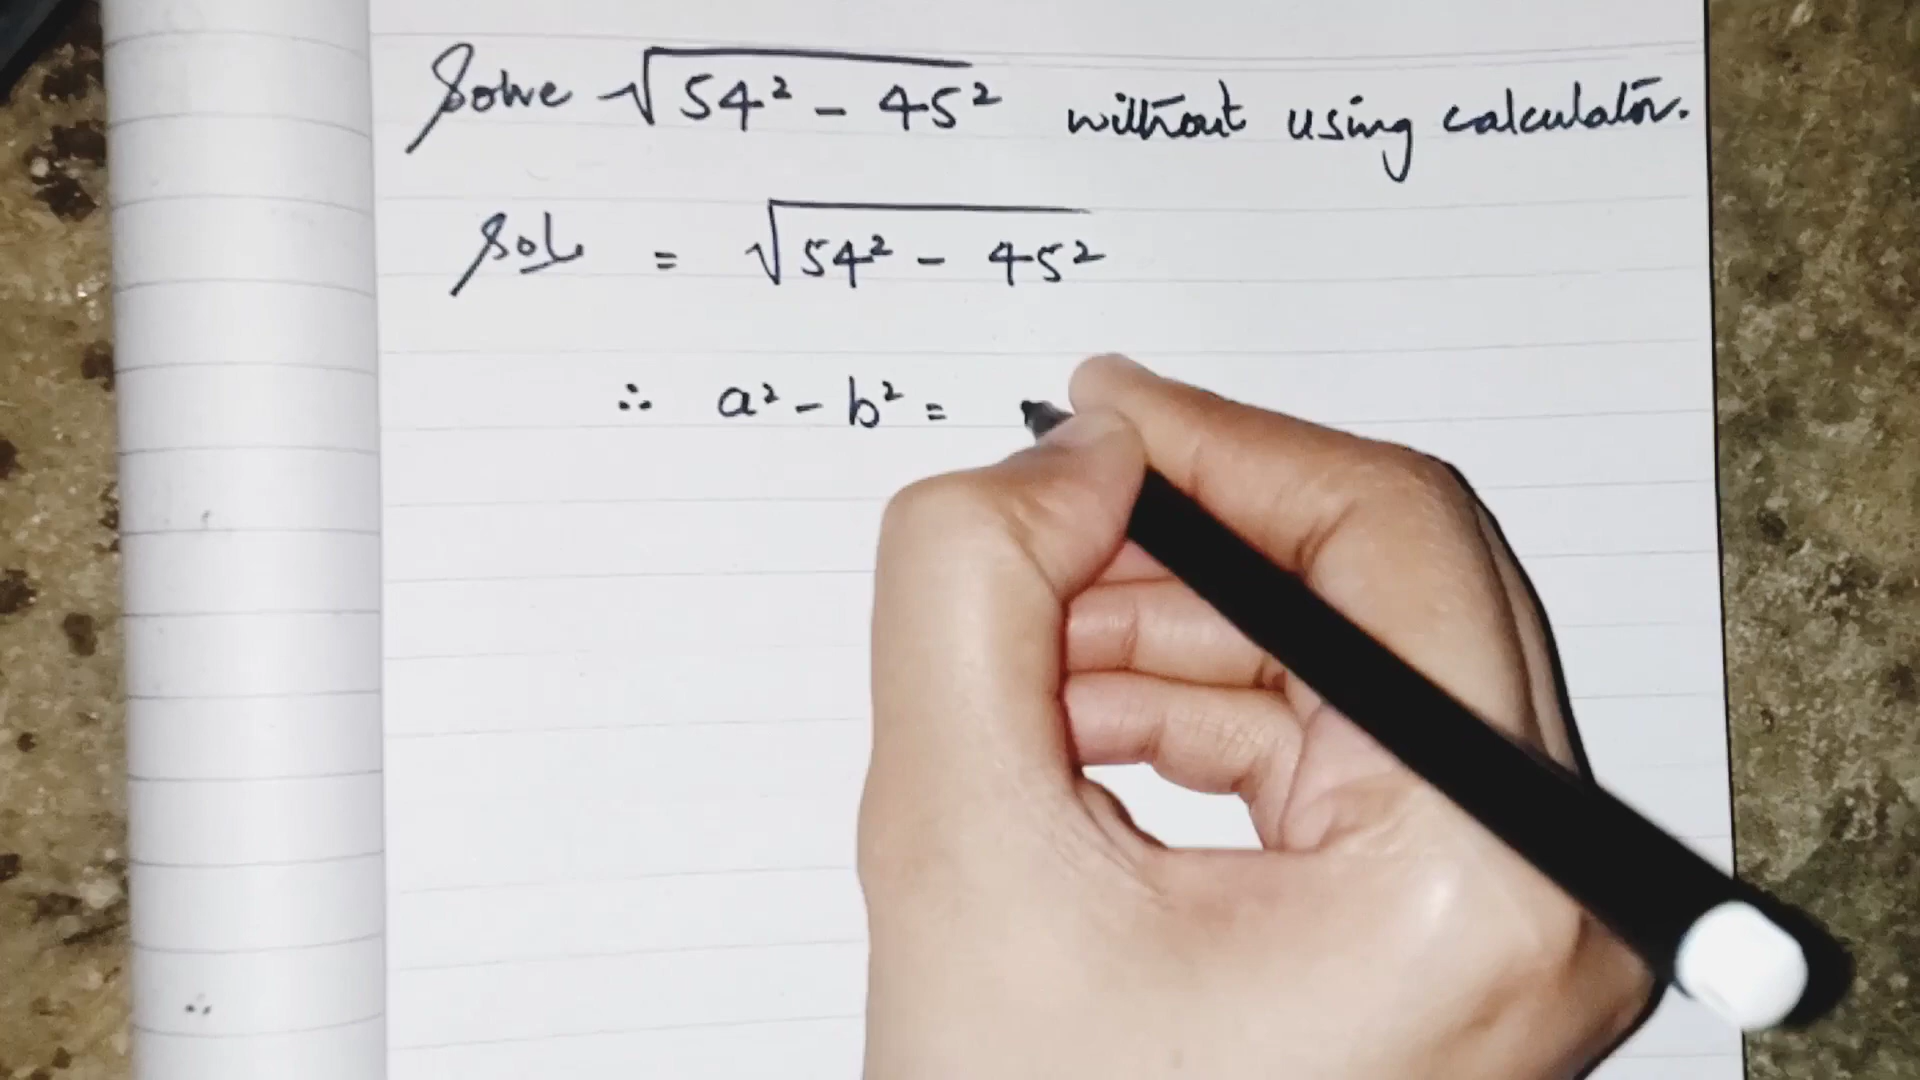 Solve √54² - 45² without using calculator.
Sol = √54² - 45²
∴ a² - b² =
∴